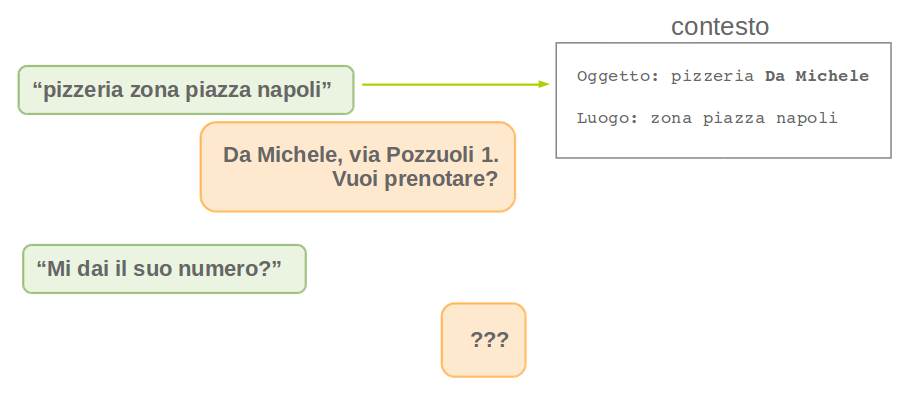 contesto
“pizzeria zona piazza napoli”
Oggetto: pizzeria Da Michele
Luogo: zona piazza napoli
Da Michele, via Pozzuoli 1.
Vuoi prenotare?
“Mi dai il suo numero?”
???